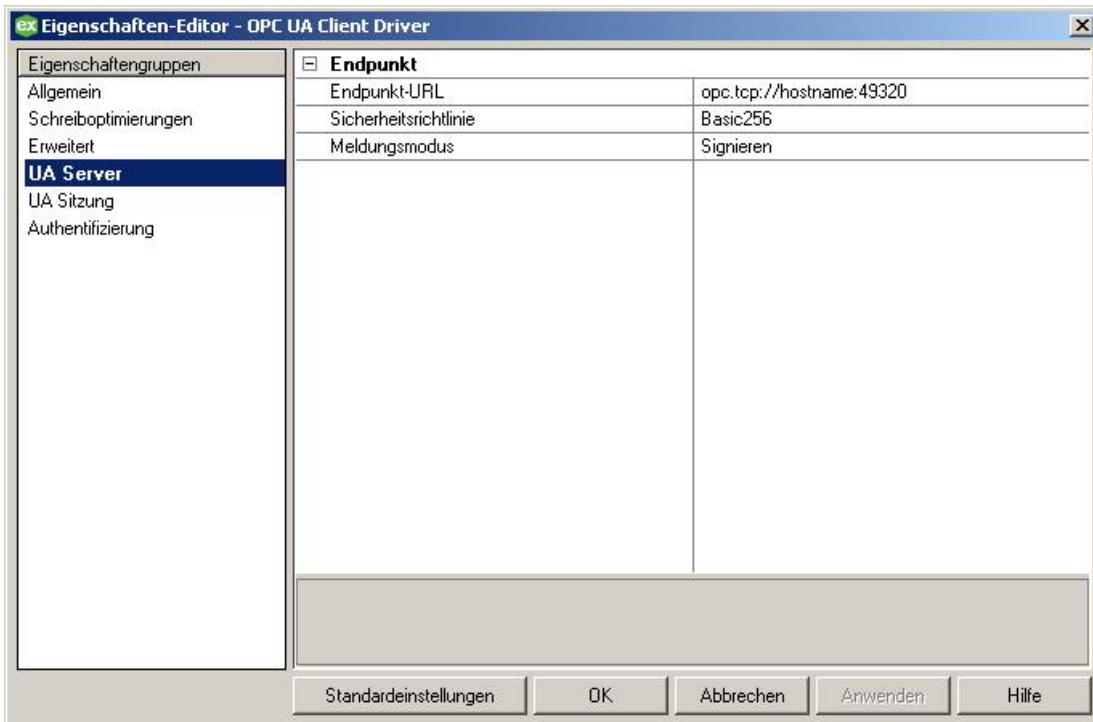 ex Eigenschaften-Editor - OPC UA Client Driver
Eigenschaftengruppen
Allgemein
Schreiboptimierungen
Erweitert
UA Server
UA Sitzung
Authentifizierung
Endpunkt
Endpunkt-URL opc.tcp://hostname:49320
Sicherheitsrichtlinie Basic256
Meldungsmodus Signieren
Standardeinstellungen OK Abbrechen Anwenden Hilfe